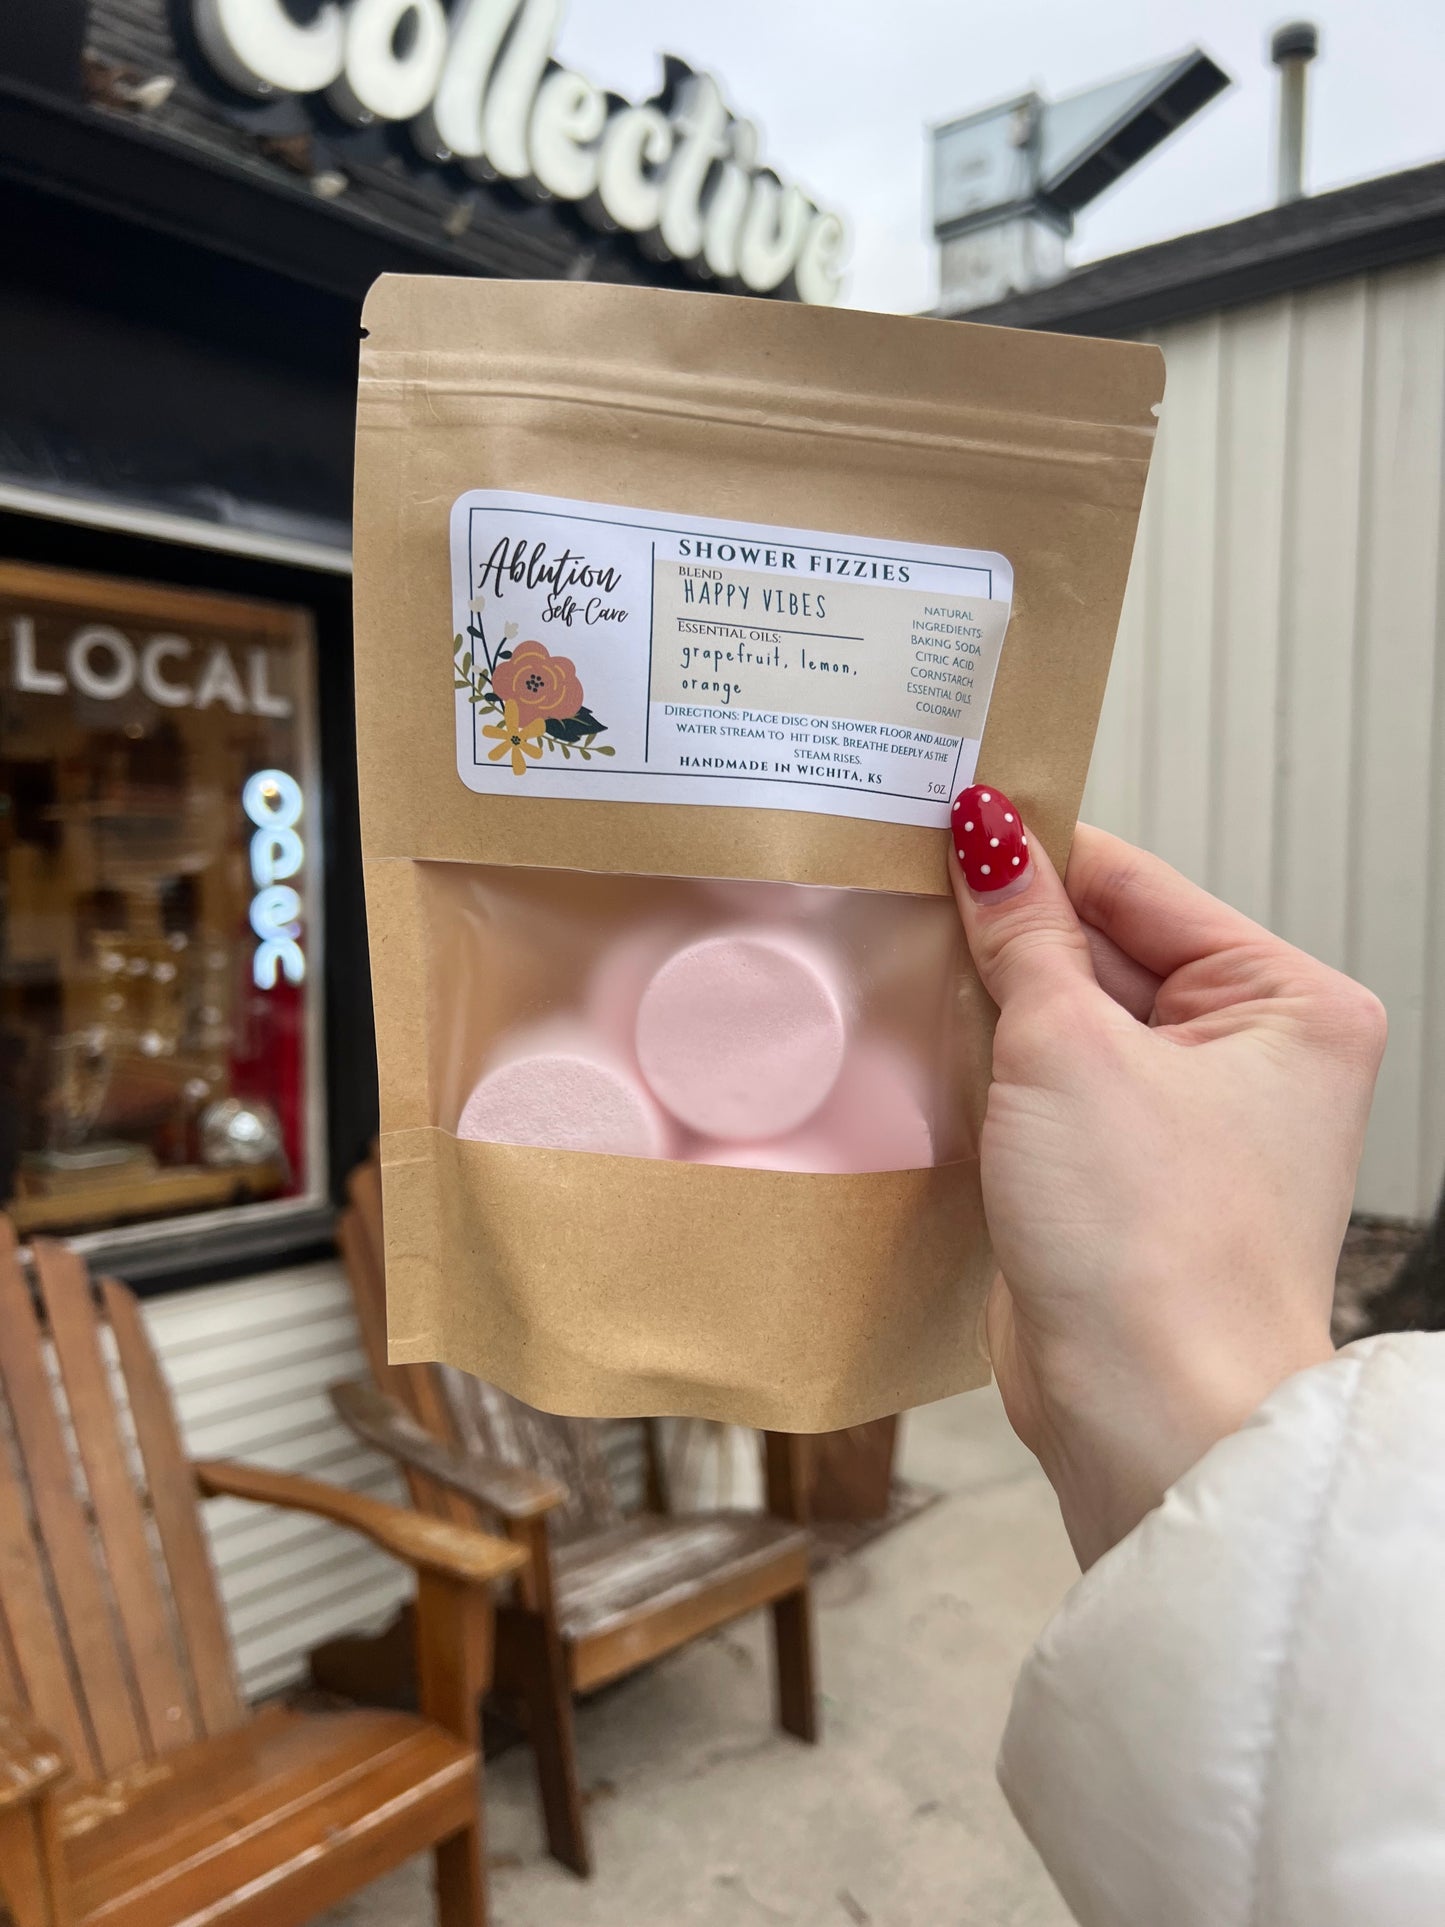 Collective
LOCAL
open
Ablution
Self-Care
SHOWER FIZZIES
BLEND
HAPPY VIBES
ESSENTIAL OILS:
grapefruit, lemon,
orange
NATURAL
INGREDIENTS:
BAKING SODA
CITRIC ACID,
CORNSTARCH,
ESSENTIAL OILS,
COLORANT
DIRECTIONS: PLACE DISC ON SHOWER FLOOR AND ALLOW
WATER STREAM TO HIT DISK. BREATHE DEEPLY AS THE
STEAM RISES.
HANDMADE IN WICHITA, KS
5 OZ.